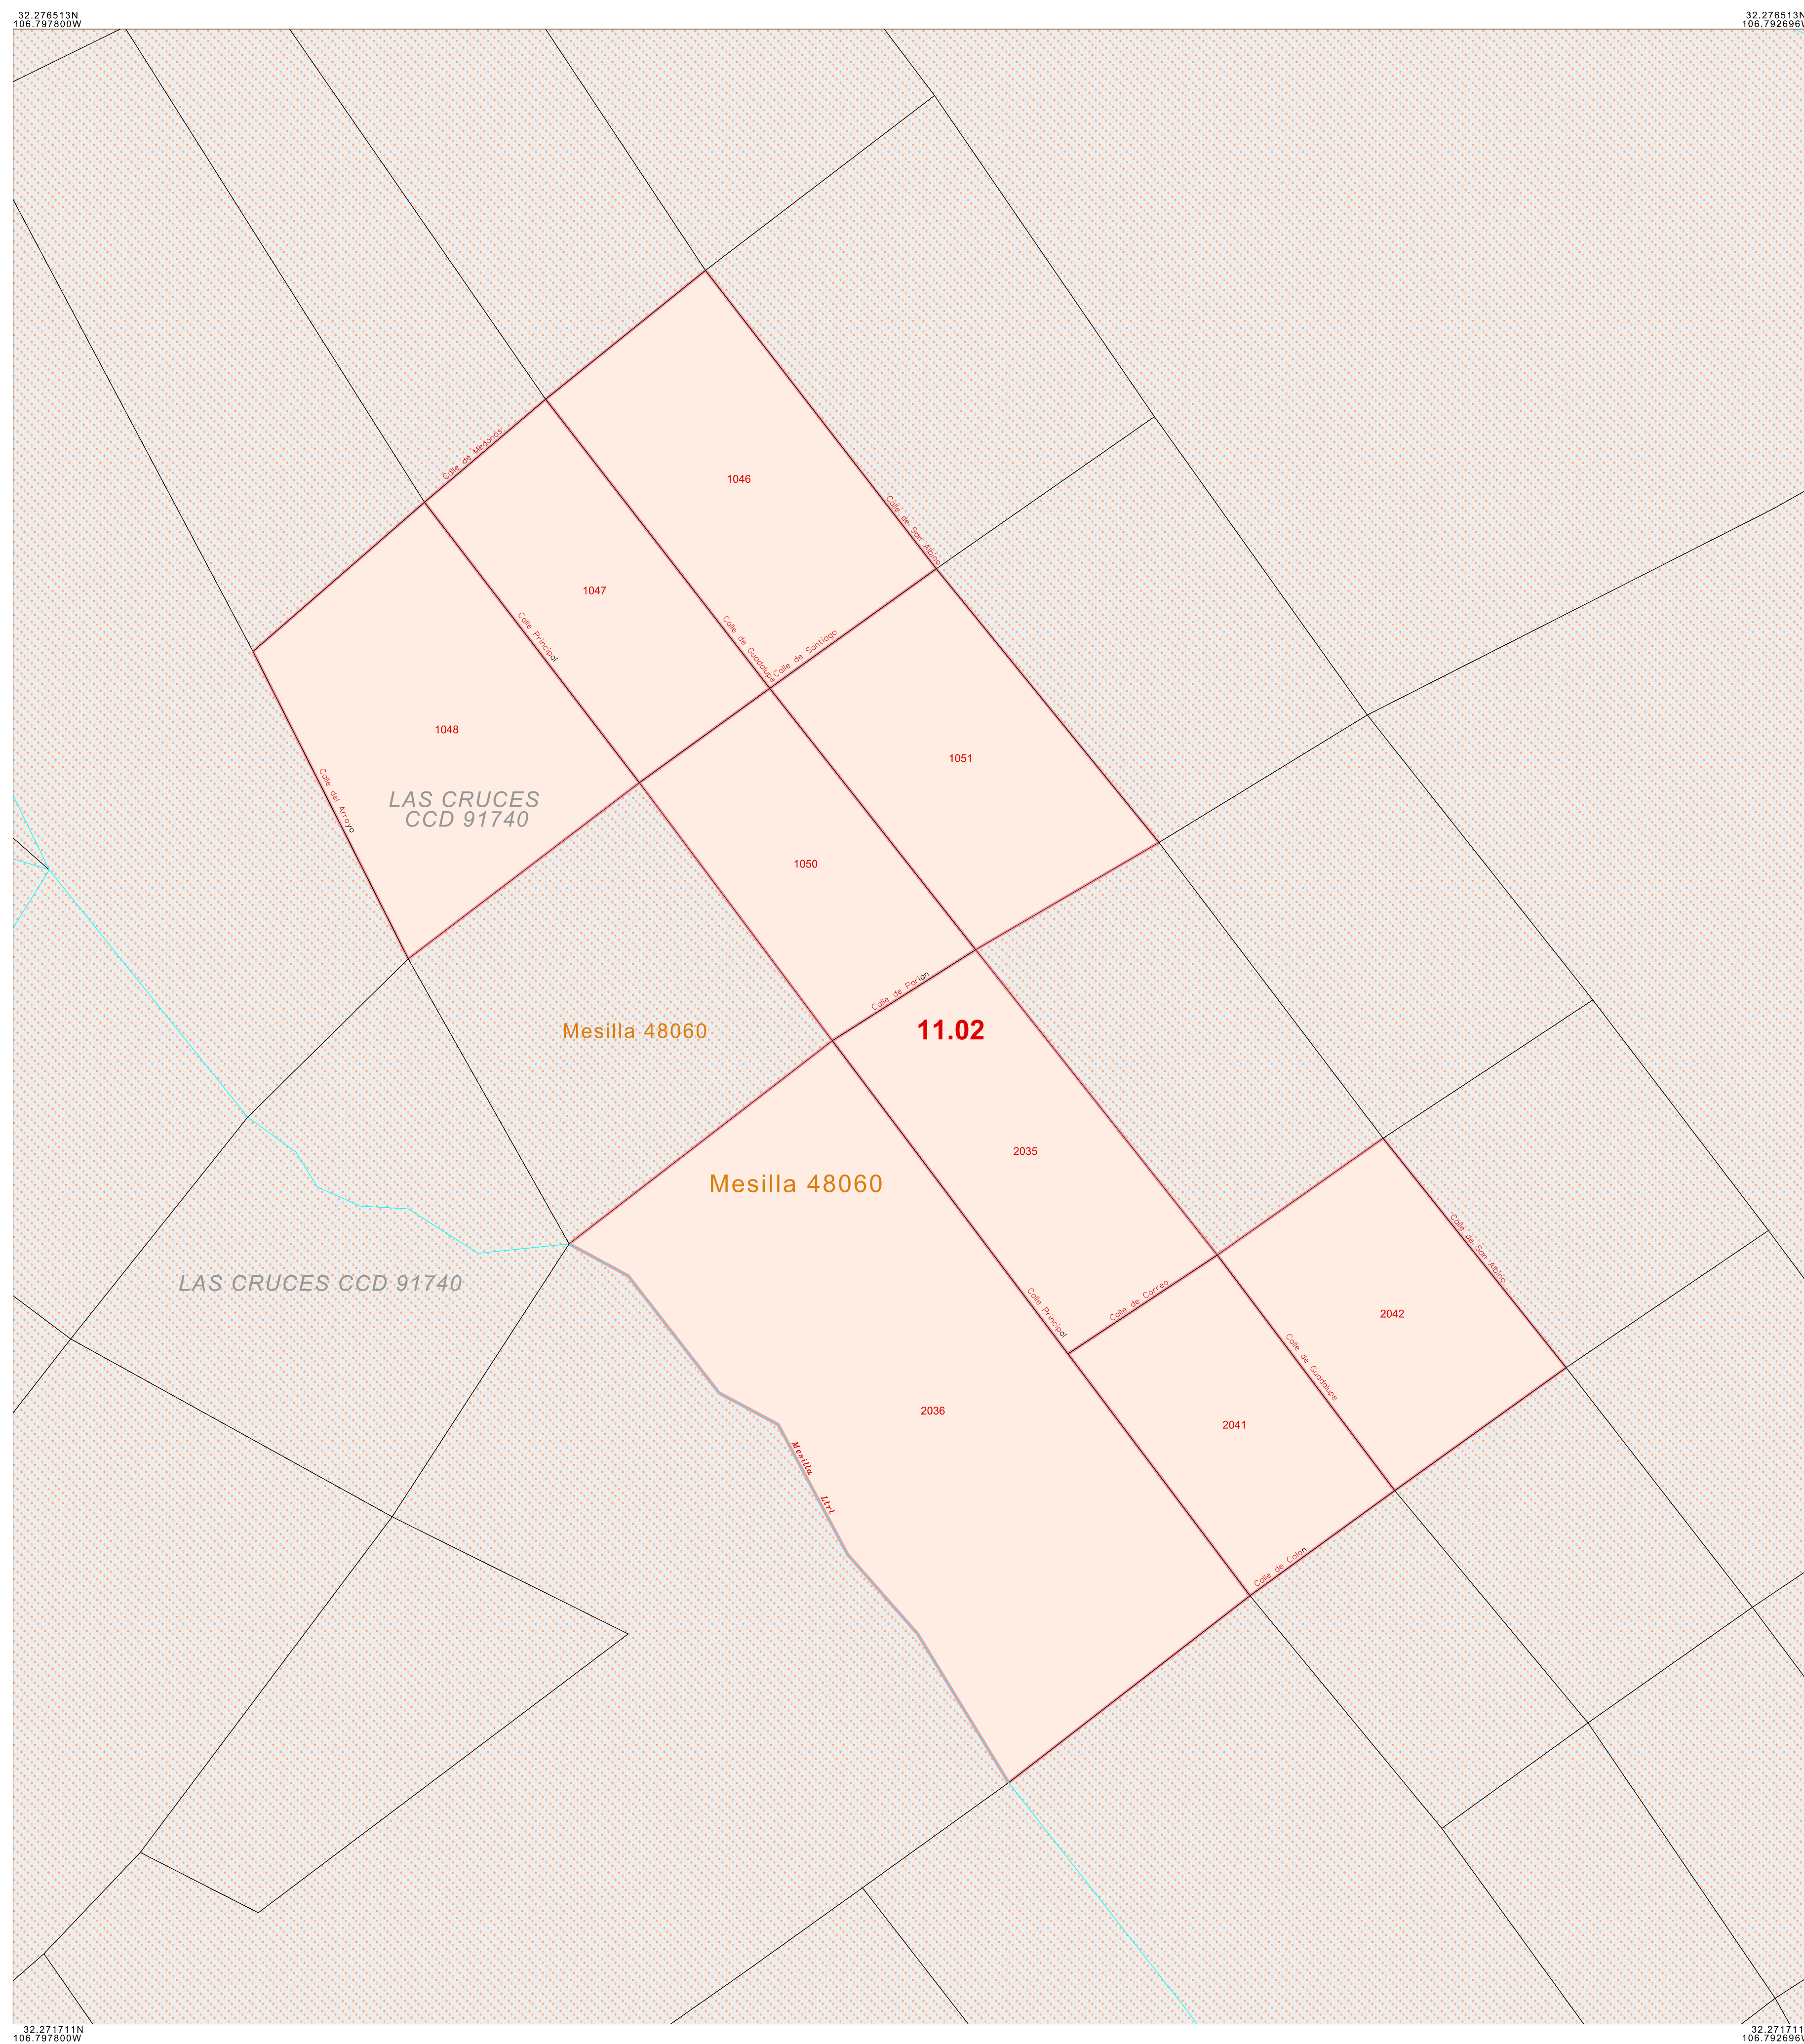 32.276513N
106.797800W
32.276513N
106.792696W
Calle de Medanos
1046
Calle de San Albino
1047
Calle Principal
Calle de Guadalupe
Calle de Santiago
1048
1051
Calle del Arroyo
LAS CRUCES
CCD 91740
1050
Calle de Parian
Mesilla 48060
11.02
2035
Mesilla 48060
Calle de San Albino
LAS CRUCES CCD 91740
Calle Principal
Calle de Correo
2042
Calle de Guadalupe
2036
2041
Mesilla Ltrl
Calle de Colon
32.271711N
106.797800W
32.271711
106.792696W